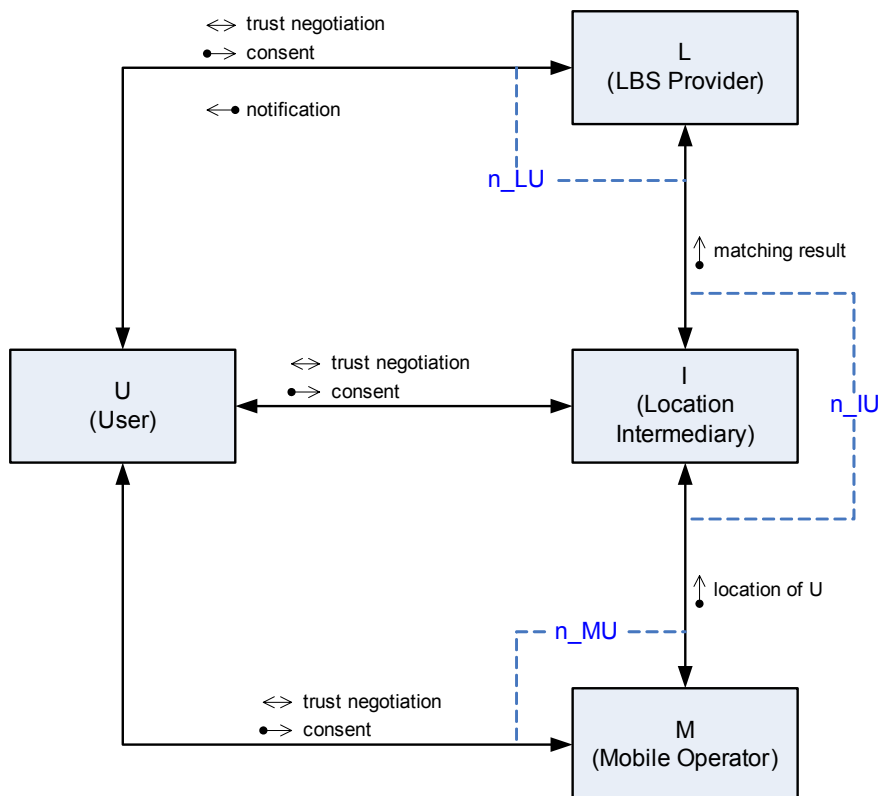 trust negotiation
consent
notification
L
(LBS Provider)
n_LU
matching result
trust negotiation
consent
U
(User)
I
(Location
Intermediary)
n_IU
location of U
n_MU
trust negotiation
consent
M
(Mobile Operator)